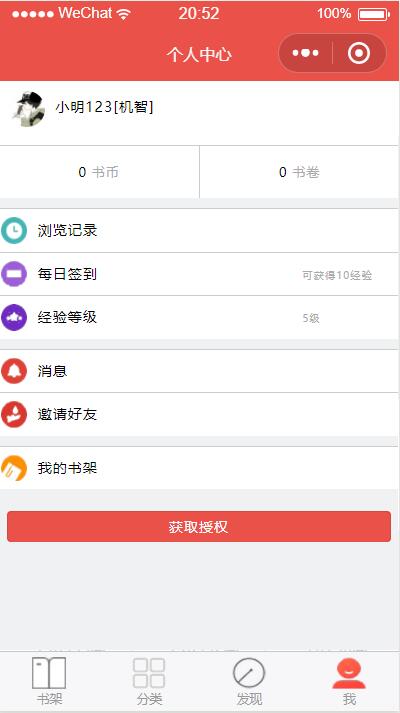 WeChat 20:52 100%
个人中心
小明123[机智]
0 书币 0 书卷
浏览记录
每日签到 可获得10经验
经验等级 5级
消息
邀请好友
我的书架
获取授权
书架 分类 发现 我